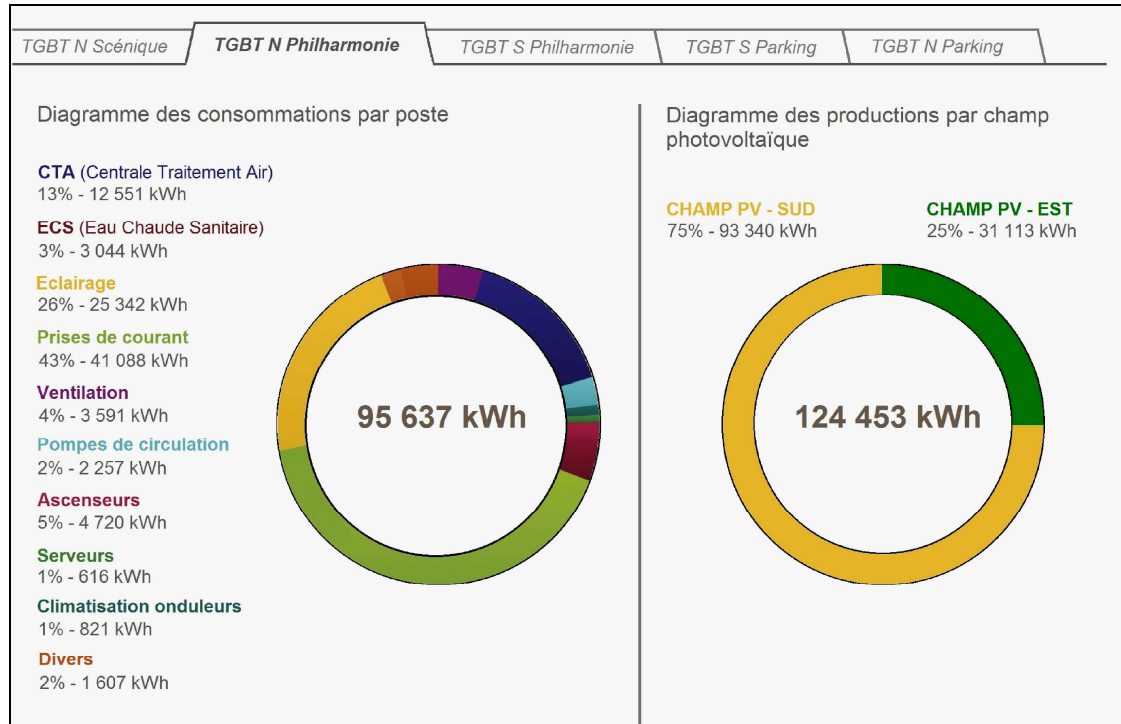 TGBT N Scénique
TGBT N Philharmonie
TGBT S Philharmonie
TGBT S Parking
TGBT N Parking
Diagramme des consommations par poste
CTA (Centrale Traitement Air)
13% - 12 551 kWh
ECS (Eau Chaude Sanitaire)
3% - 3 044 kWh
Eclairage
26% - 25 342 kWh
Prises de courant
43% - 41 088 kWh
Ventilation
4% - 3 591 kWh
Pompes de circulation
2% - 2 257 kWh
Ascenseurs
5% - 4 720 kWh
Serveurs
1% - 616 kWh
Climatisation onduleurs
1% - 821 kWh
Divers
2% - 1 607 kWh
95 637 kWh
Diagramme des productions par champ
photovoltaïque
CHAMP PV - SUD
75% - 93 340 kWh
CHAMP PV - EST
25% - 31 113 kWh
124 453 kWh